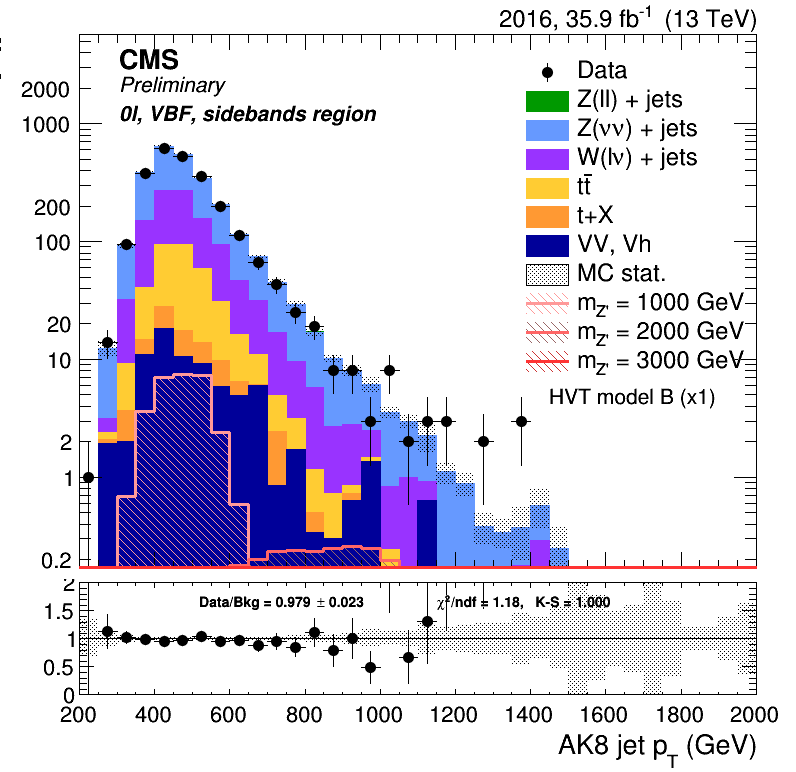 2016, 35.9 fb⁻¹ (13 TeV)
CMS
Preliminary
0l, VBF, sidebands region
Data
Z(ll) + jets
Z(νν) + jets
W(lν) + jets
tt̄
t+X
VV, Vh
MC stat.
m_Z' = 1000 GeV
m_Z' = 2000 GeV
m_Z' = 3000 GeV
HVT model B (x1)
2000
1000
200
100
20
10
2
1
0.2
Data/Bkg = 0.979 ± 0.023 χ²/ndf = 1.18, K-S = 1.000
2
1.5
1
0.5
0
200 400 600 800 1000 1200 1400 1600 1800 2000
AK8 jet p_T (GeV)